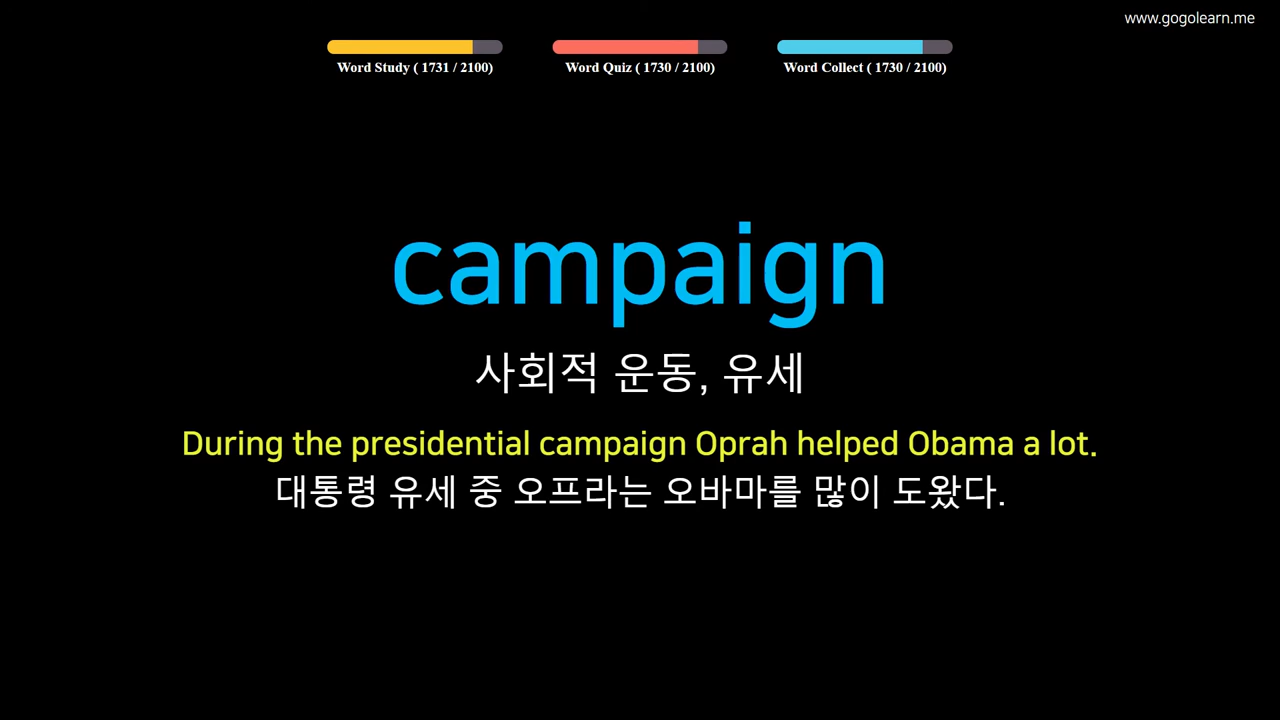 www.gogolearn.me
Word Study ( 1731 / 2100)
Word Quiz ( 1730 / 2100)
Word Collect ( 1730 / 2100)
campaign
사회적 운동, 유세
During the presidential campaign Oprah helped Obama a lot.
대통령 유세 중 오프라는 오바마를 많이 도왔다.